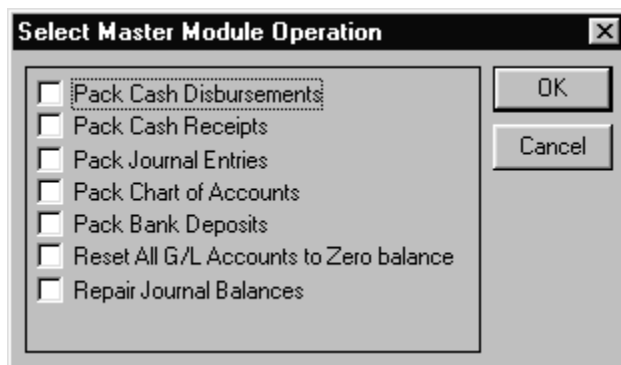 Select Master Module Operation
Pack Cash Disbursements
Pack Cash Receipts
Pack Journal Entries
Pack Chart of Accounts
Pack Bank Deposits
Reset All G/L Accounts to Zero balance
Repair Journal Balances
OK
Cancel